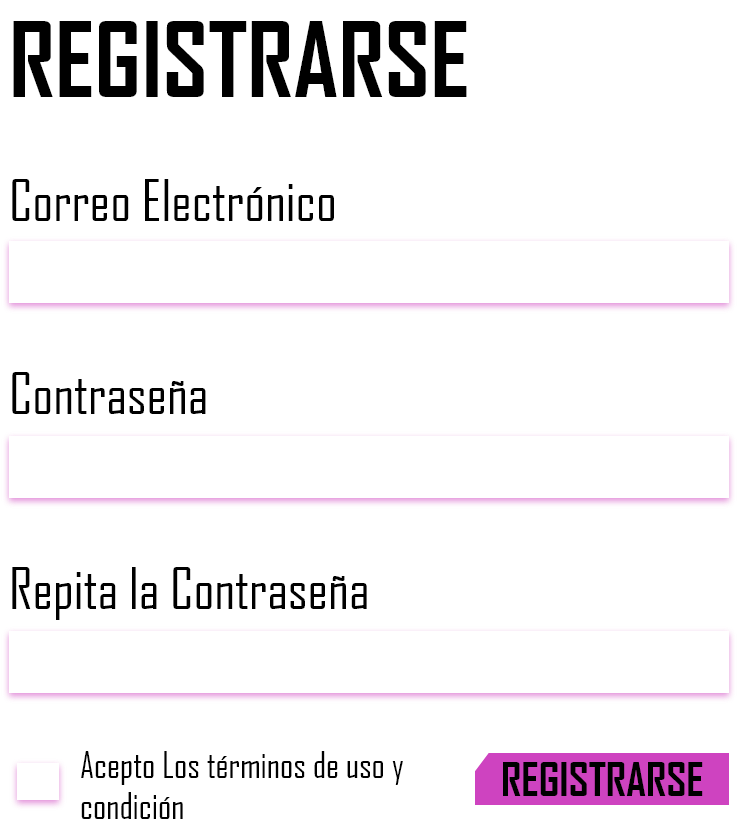 REGISTRARSE
Correo Electrónico
Contraseña
Repita la Contraseña
Acepto Los términos de uso y
condición
REGISTRARSE